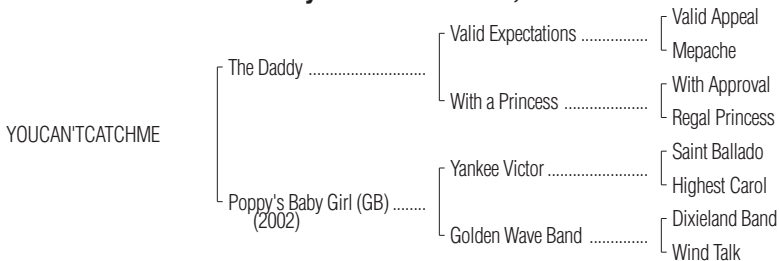 Valid Appeal
Valid Expectations ................
Mepache
The Daddy ............................
With Approval
With a Princess ....................
Regal Princess
YOUCAN'TCATCHME
Saint Ballado
Yankee Victor ........................
Highest Carol
Poppy's Baby Girl (GB) ........
(2002)
Dixieland Band
Golden Wave Band ..............
Wind Talk